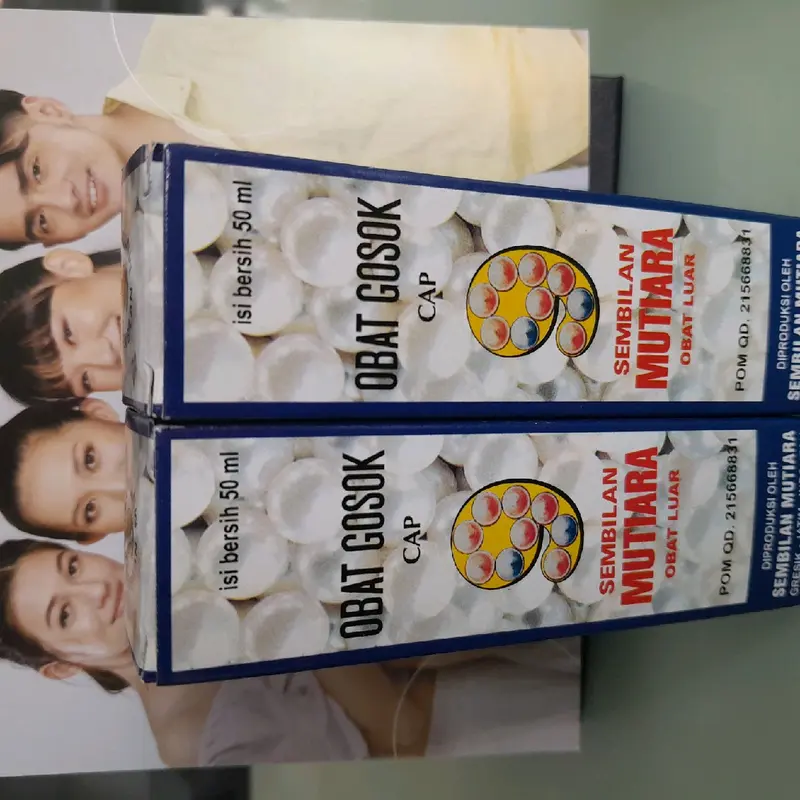 isi bersih 50 ml
OBAT GOSOK
CAP
SEMBILAN
MUTIARA
OBAT LUAR
POM QD. 215668831
DIPRODUKSI OLEH
SEMBILAN MUTIARA
isi bersih 50 ml
OBAT GOSOK
CAP
SEMBILAN
MUTIARA
OBAT LUAR
POM QD. 215668831
DIPRODUKSI OLEH
SEMBILAN MUTIARA